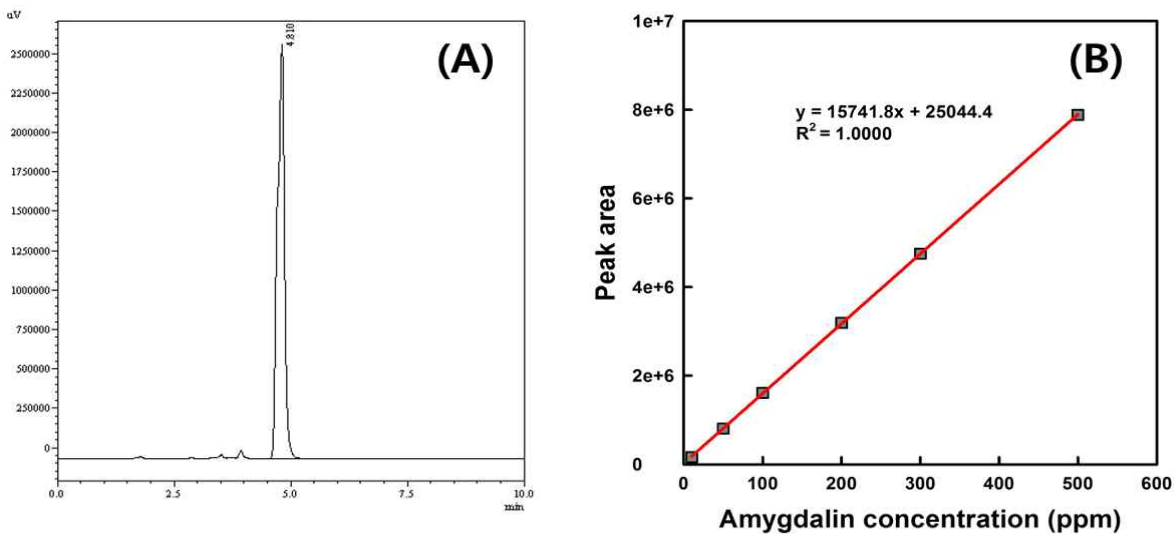 uV
(A)
4.810
2500000
2250000
2000000
1750000
1500000
1250000
1000000
750000
500000
250000
0
0.0
2.5
5.0
7.5
10.0
min
(B)
1e+7
8e+6
6e+6
4e+6
2e+6
0
Peak area
y = 15741.8x + 25044.4
R² = 1.0000
0
100
200
300
400
500
600
Amygdalin concentration (ppm)